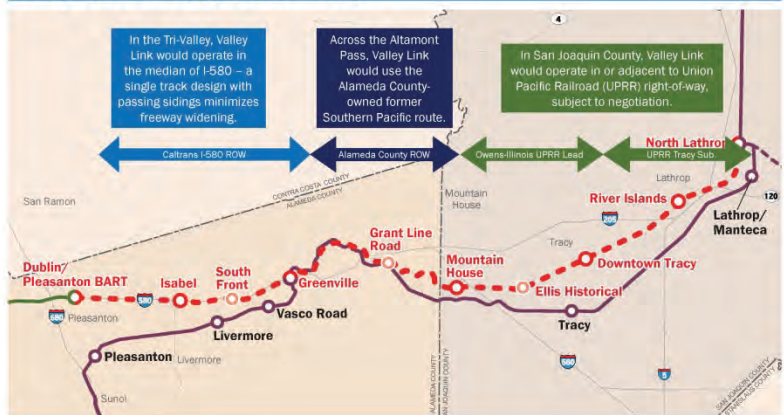 In the Tri-Valley, Valley
Link would operate in
the median of I-580 – a
single track design with
passing sidings minimizes
freeway widening.
Across the Altamont
Pass, Valley Link
would use the
Alameda County-
owned former
Southern Pacific route.
In San Joaquin County, Valley Link
would operate in or adjacent to Union
Pacific Railroad (UPRR) right-of-way,
subject to negotiation.
4
Caltrans I-580 ROW
Alameda County ROW
Owens-Illinois UPRR Lead
UPRR Tracy Sub.
North Lathrop
Lathrop
120
CONTRA COSTA COUNTY
ALAMEDA COUNTY
San Ramon
Mountain
House
River Islands
Lathrop/
Manteca
205
Grant Line
Road
Tracy
Dublin/
Pleasanton BART
Isabel
South
Front
Greenville
Mountain
House
Downtown Tracy
Ellis Historical
580
680
Pleasanton
Vasco Road
Livermore
Tracy
Pleasanton
Livermore
Sunol
ALAMEDA COUNTY
SAN JOAQUIN COUNTY
580
5
SAN JOAQUIN COUNTY
STANISLAUS COUNTY